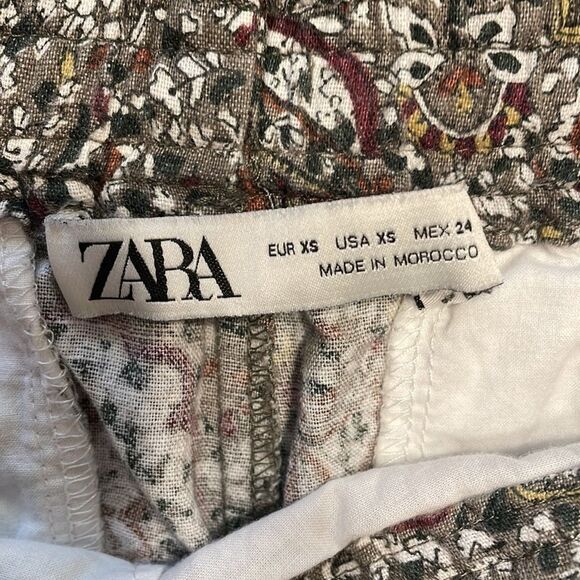 ZARA
EUR XS USA XS MEX 24
MADE IN MOROCCO